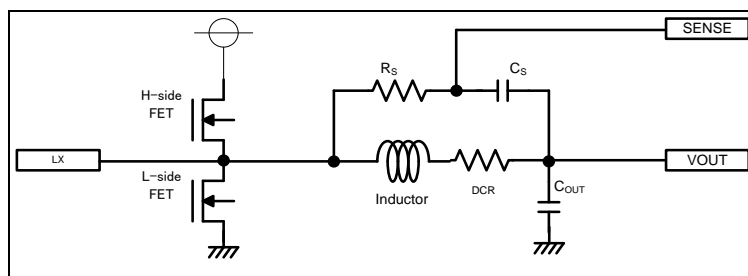 SENSE
RS
CS
H-side
FET
LX
L-side
FET
Inductor
DCR
COUT
VOUT